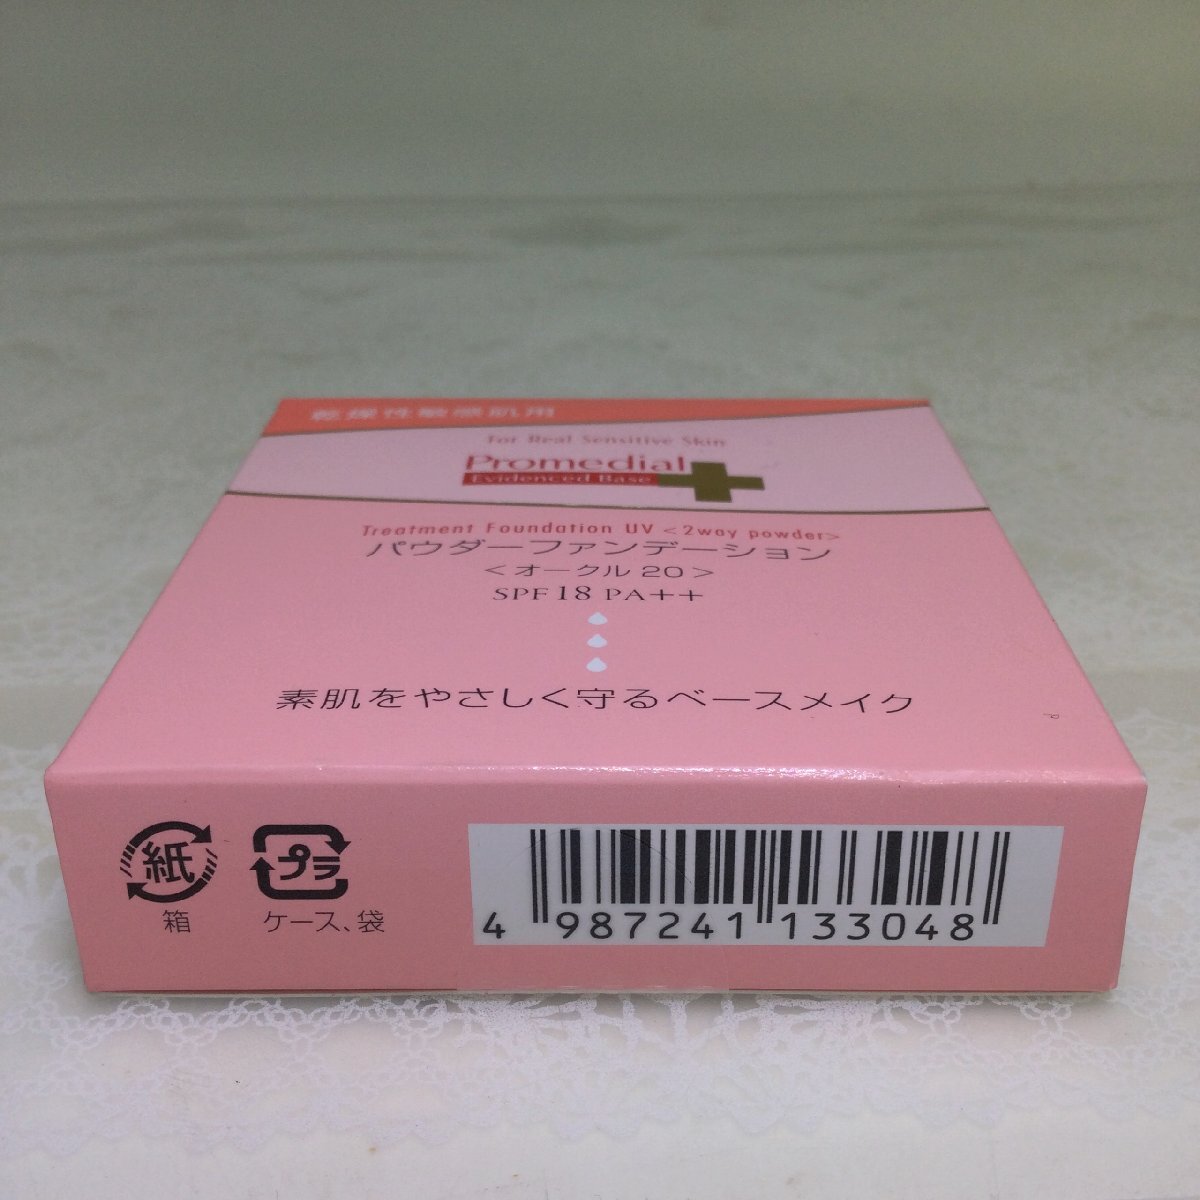 乾燥性敏感肌用
For Real Sensitive Skin
Promedial
Evidenced Base
Treatment Foundation UV <2way powder>
パウダーファンデーション
<オークル20>
SPF18 PA++
素肌をやさしく守るベースメイク
P
紙
箱
プラ
ケース、袋
4 987241 133048